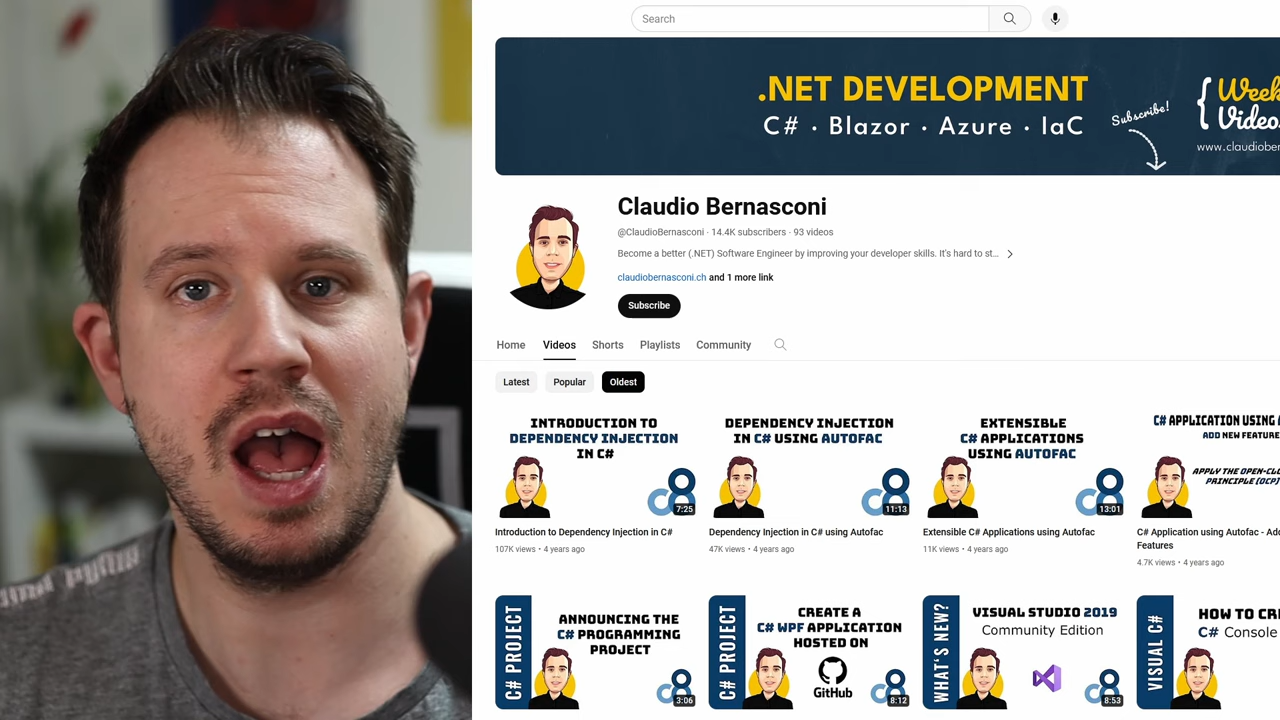 Search
.NET DEVELOPMENT
C# · Blazor · Azure · IaC
Subscribe!
Claudio Bernasconi
@ClaudioBernasconi · 14.4K subscribers · 93 videos
Become a better (.NET) Software Engineer by improving your developer skills. It's hard to st...
claudiobernasconi.ch and 1 more link
Subscribe
Home Videos Shorts Playlists Community
Latest Popular Oldest
INTRODUCTION TO
DEPENDENCY INJECTION
IN C#
7:25
Introduction to Dependency Injection in C#
107K views • 4 years ago
DEPENDENCY INJECTION
IN C# USING AUTOFAC
11:13
Dependency Injection in C# using Autofac
47K views • 4 years ago
EXTENSIBLE
C# APPLICATIONS
USING AUTOFAC
13:01
Extensible C# Applications using Autofac
11K views • 4 years ago
C# APPLICATION USING
ADD NEW FEATURE
APPLY THE OPEN-CL
PRINCIPLE (OCP)
C# Application using Autofac - Ad
Features
4.7K views • 4 years ago
C# PROJECT
ANNOUNCING THE
C# PROGRAMMING
PROJECT
3:06
C# PROJECT
CREATE A
C# WPF APPLICATION
HOSTED ON
GitHub
8:12
WHAT'S NEW?
VISUAL STUDIO 2019
Community Edition
8:53
VISUAL C#
HOW TO CR
C# Console